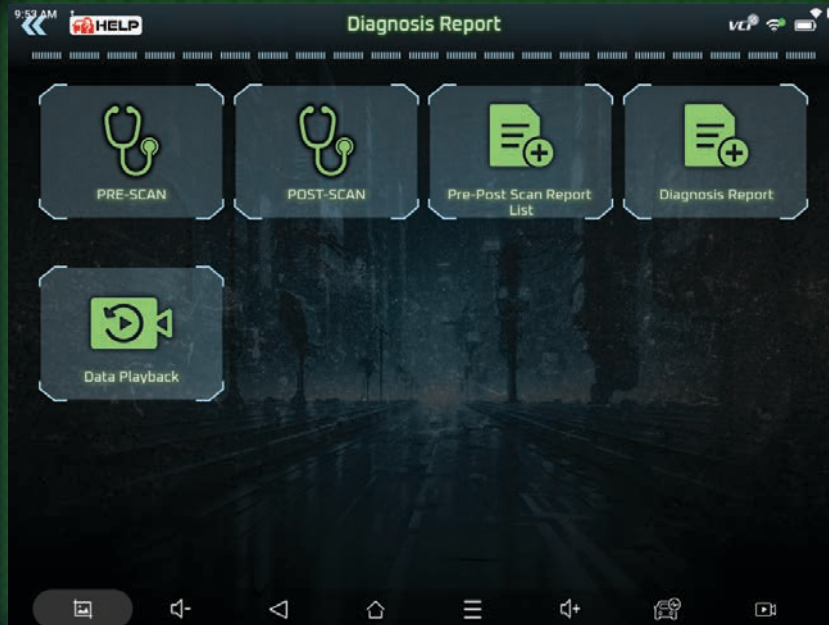 9:53 AM
HELP
Diagnosis Report
VCI
PRE-SCAN
POST-SCAN
Pre-Post Scan Report
List
Diagnosis Report
Data Playback